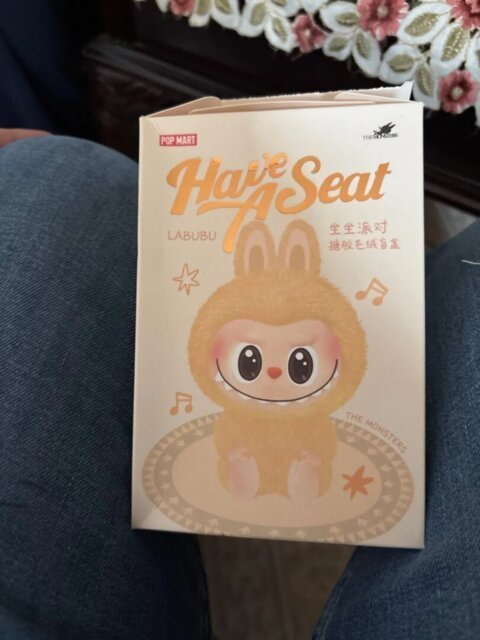 POP MART
THE MONSTERS
Have A Seat
LABUBU
坐坐派对
搪胶毛绒盲盒
THE MONSTERS